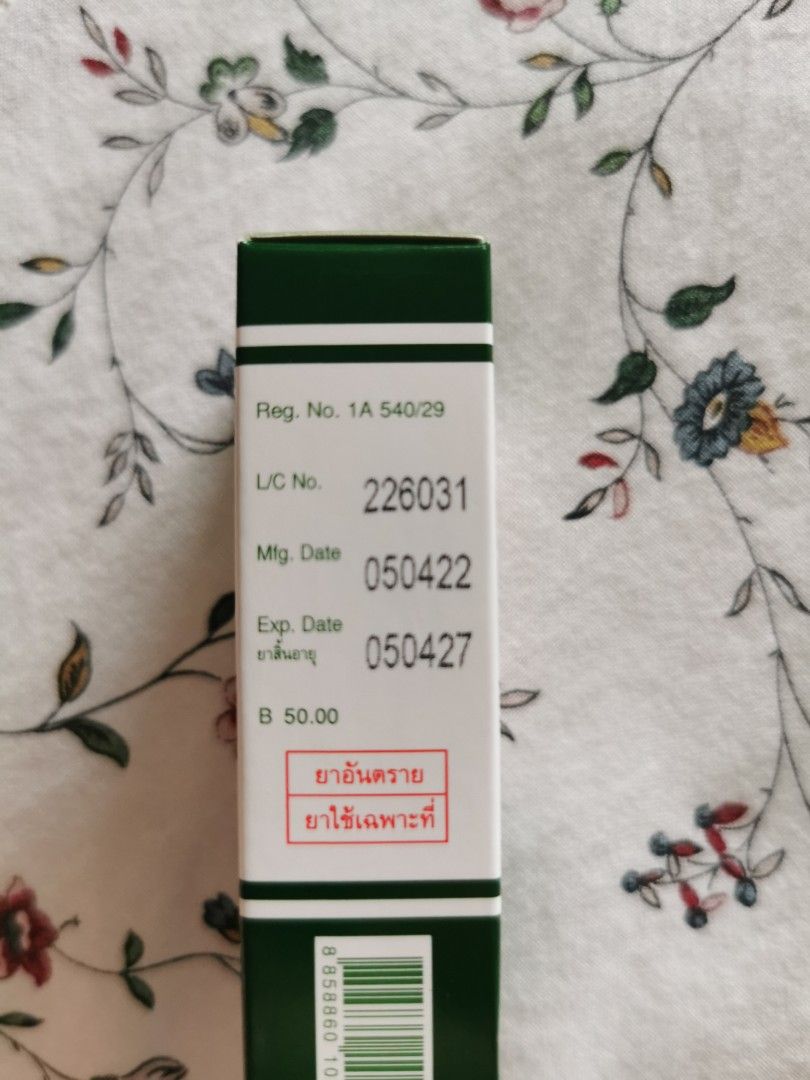 Reg. No. 1A 540/29
L/C No. 226031
Mfg. Date 050422
Exp. Date 050427
ยาสิ้นอายุ
B 50.00
ยาอันตราย
ยาใช้เฉพาะที่
8 858860 10